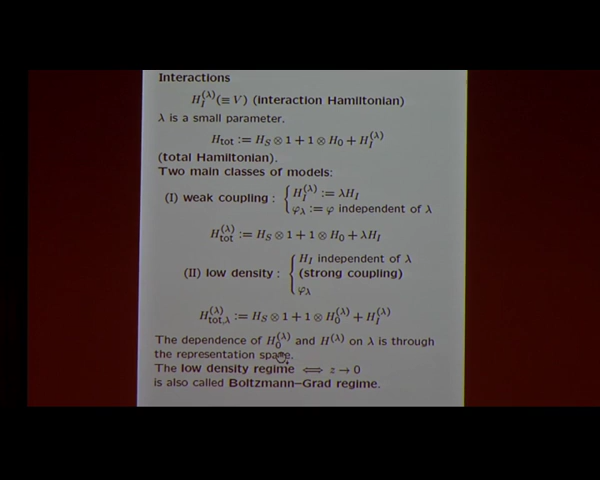 Interactions
H_I^{(λ)}(≡ V) (Interaction Hamiltonian)
λ is a small parameter.
H_tot := H_S ⊗ 1 + 1 ⊗ H_0 + H_I^{(λ)}
(total Hamiltonian).
Two main classes of models:
(I) weak coupling : { H_I^{(λ)} := λH_I
φ_λ := φ independent of λ
H_tot^{(λ)} := H_S ⊗ 1 + 1 ⊗ H_0 + λH_I
(II) low density : { H_I independent of λ
(strong coupling)
φ_λ
H_{tot,λ}^{(λ)} := H_S ⊗ 1 + 1 ⊗ H_0^{(λ)} + H_I^{(λ)}
The dependence of H_0^{(λ)} and H^{(λ)} on λ is through
the representation space.
The low density regime ⟺ z → 0
is also called Boltzmann–Grad regime.